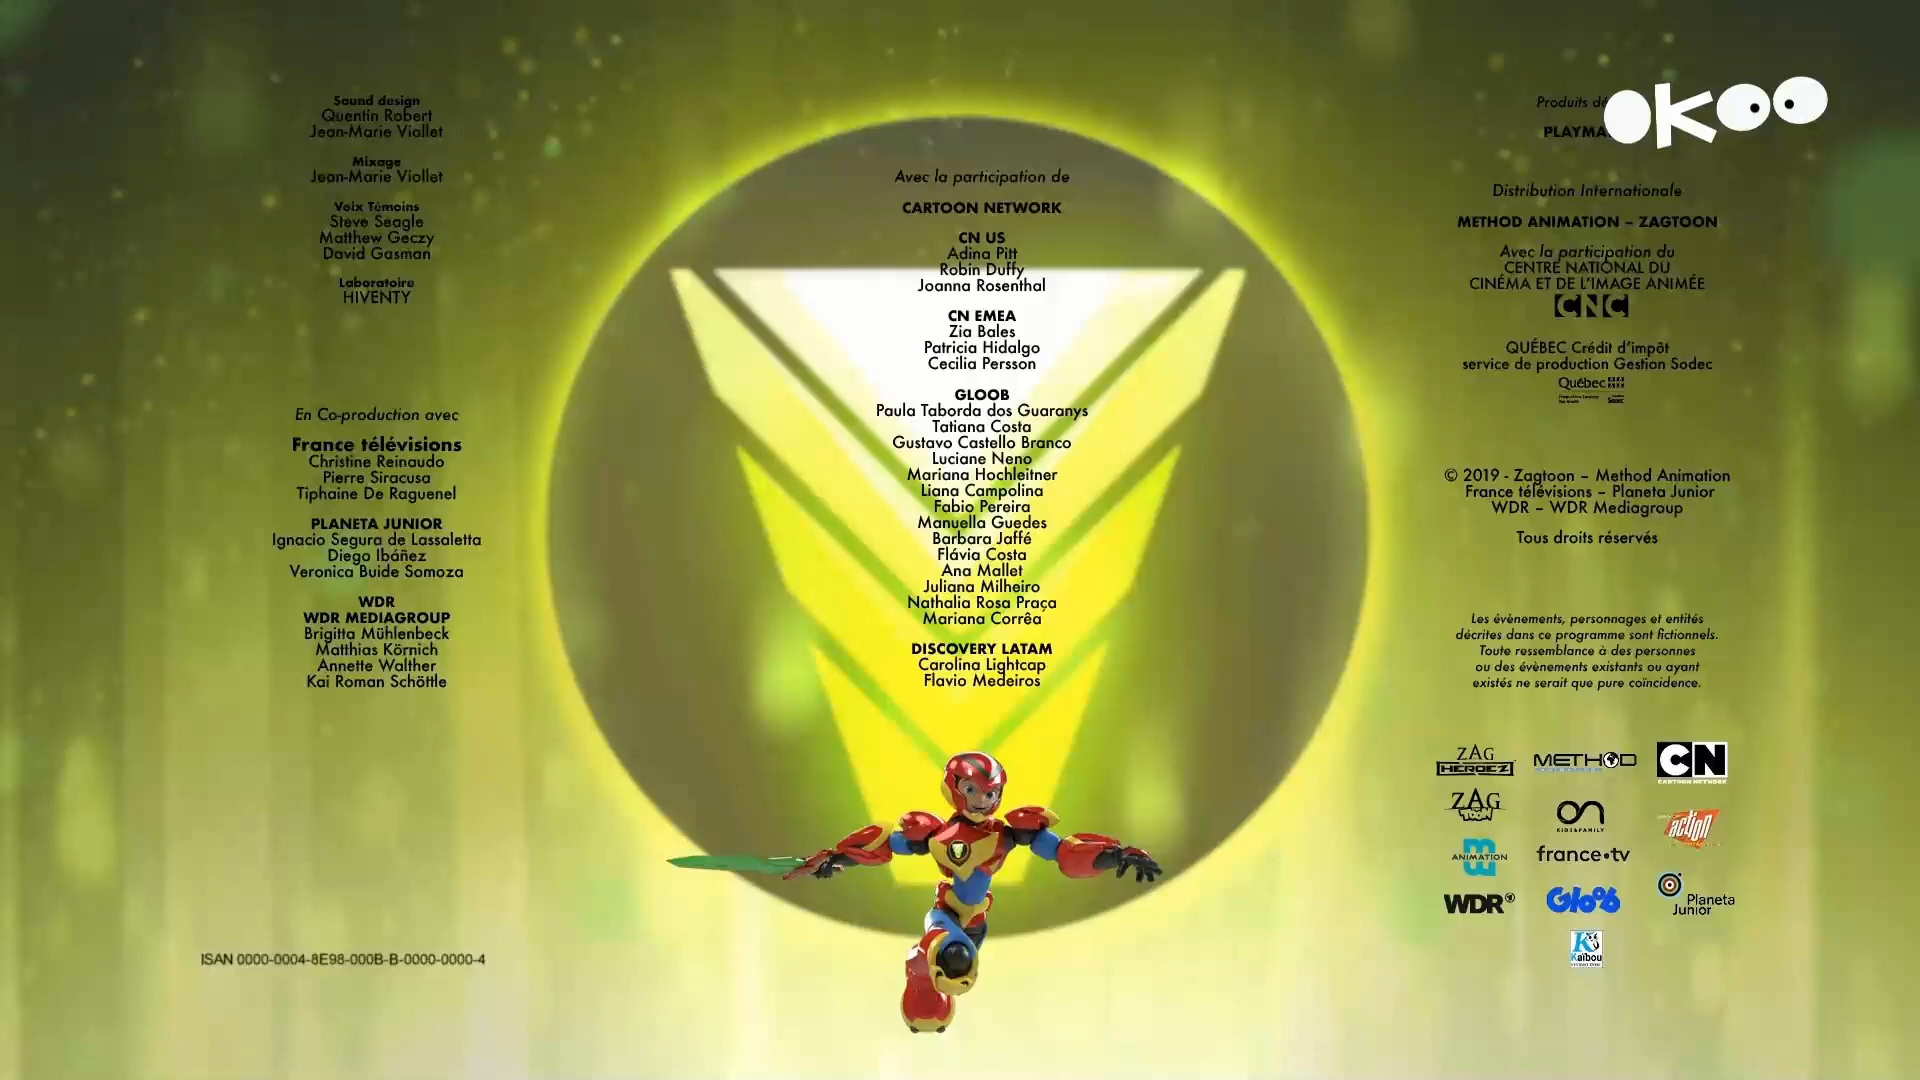 Sound design
Quentin Robert
Jean-Marie Viollet
Mixage
Jean-Marie Viollet
Voix Témoins
Steve Seagle
Matthew Geczy
David Gasman
Laboratoire
HIVENTY
En Co-production avec
France télévisions
Christine Reinaudo
Pierre Siracusa
Tiphaine De Raguenel
PLANETA JUNIOR
Ignacio Segura de Lassaletta
Diego Ibáñez
Veronica Buide Somoza
WDR
WDR MEDIAGROUP
Brigitta Mühlenbeck
Matthias Körnich
Annette Walther
Kai Roman Schöttle
ISAN 0000-0004-8E98-000B-B-0000-0000-4
Avec la participation de
CARTOON NETWORK
CN US
Adina Pitt
Robin Duffy
Joanna Rosenthal
CN EMEA
Zia Bales
Patricia Hidalgo
Cecilia Persson
GLOOB
Paula Taborda dos Guaranys
Tatiana Costa
Gustavo Castello Branco
Luciane Neno
Mariana Hochleitner
Liana Campolina
Fabio Pereira
Manuella Guedes
Barbara Jaffé
Flávia Costa
Ana Mallet
Juliana Milheiro
Nathalia Rosa Praça
Mariana Corrêa
DISCOVERY LATAM
Carolina Lightcap
Flavio Medeiros
OKOO
Produits
Distribution Internationale
METHOD ANIMATION – ZAGTOON
Avec la participation du
CENTRE NATIONAL DU
CINÉMA ET DE L'IMAGE ANIMÉE
CNC
QUÉBEC Crédit d'impôt
service de production Gestion Sodec
Québec
© 2019 - Zagtoon – Method Animation
France télévisions – Planeta Junior
WDR – WDR Mediagroup
Tous droits réservés
Les évènements, personnages et entités
décrites dans ce programme sont fictionnels.
Toute ressemblance à des personnes
ou des évènements existants ou ayant
existés ne serait que pure coïncidence.
ZAG HEROEZ
METHOD
CN
CARTOON NETWORK
ZAG TOON
on
KIDS&FAMILY
action
ANIMATION
france•tv
WDR
Gloob
Planeta
Junior
Kaïbou